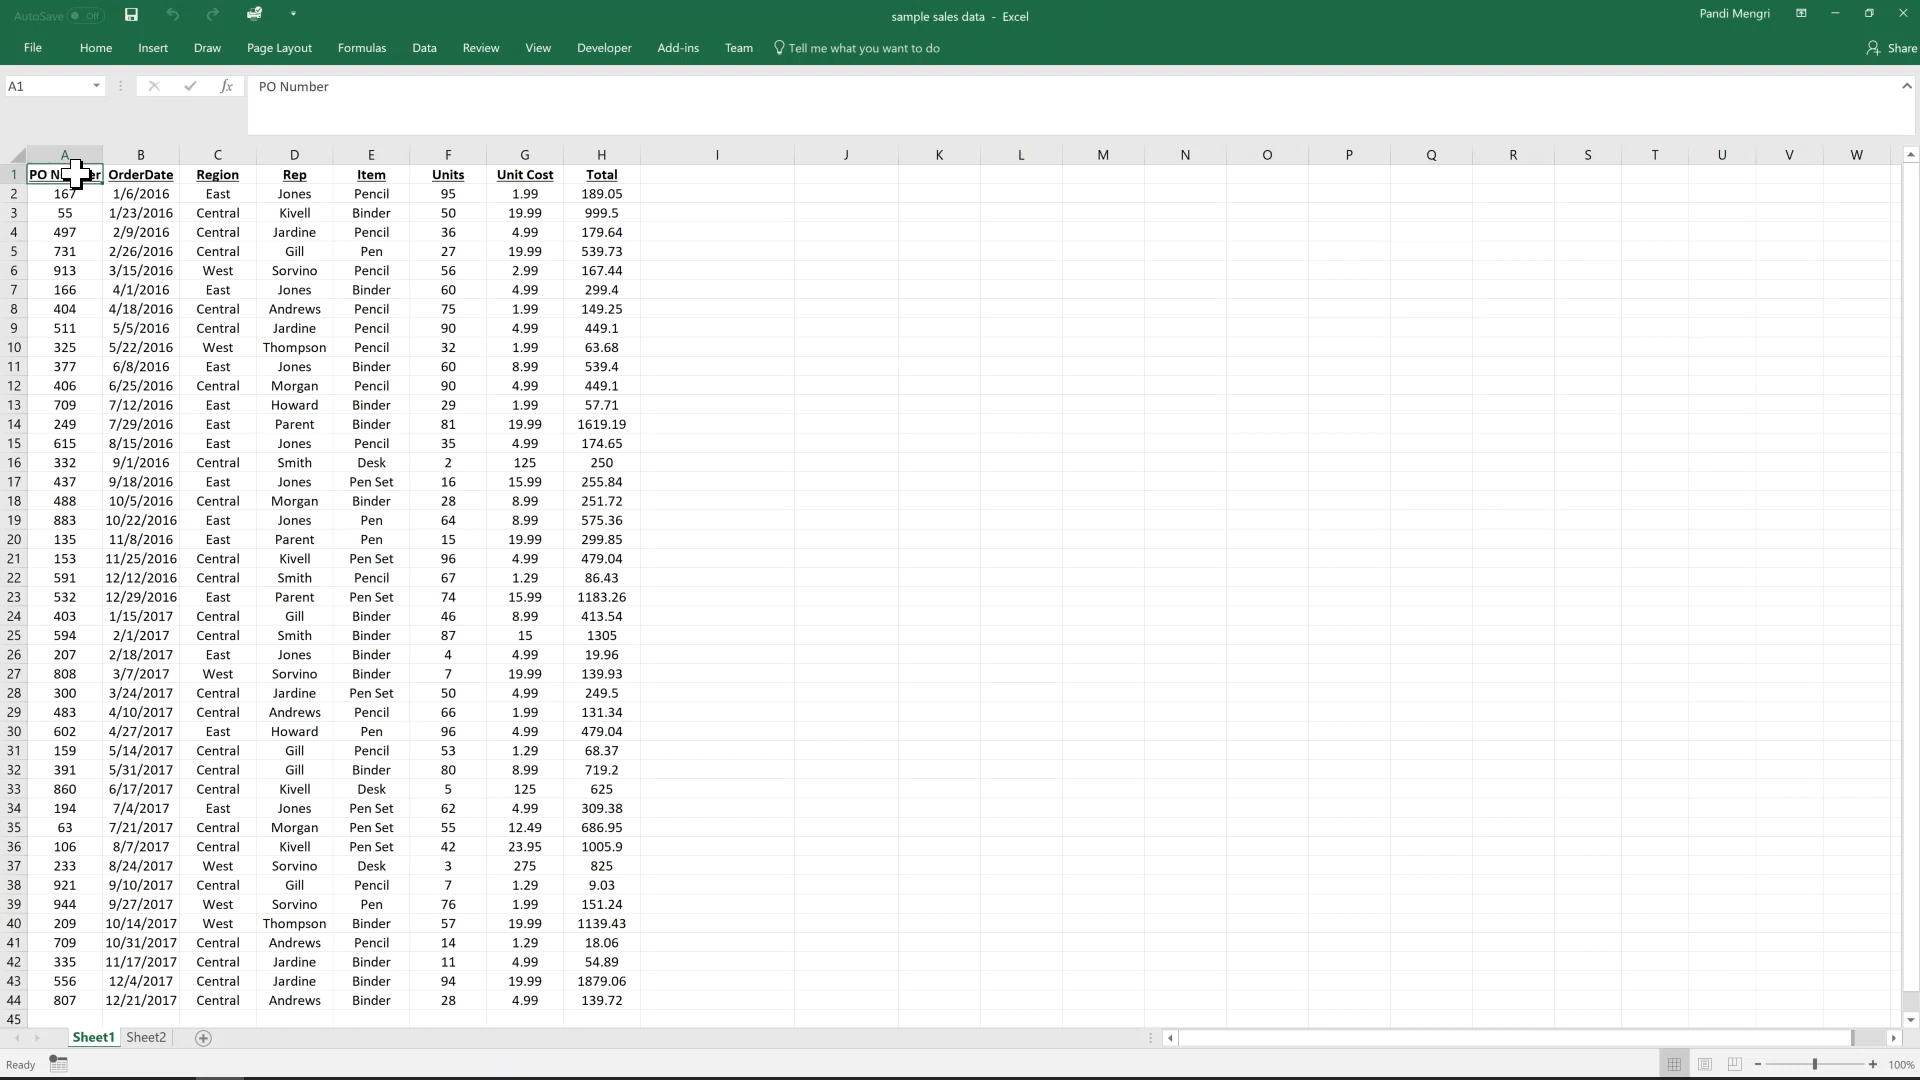 AutoSave Off
sample sales data - Excel
Pandi Mengri
File Home Insert Draw Page Layout Formulas Data Review View Developer Add-ins Team Tell me what you want to do Share
A1 fx PO Number
A B C D E F G H I J K L M N O P Q R S T U V W
1 OrderDate Region Rep Item Units Unit Cost Total
2 167 1/6/2016 East Jones Pencil 95 1.99 189.05
3 55 1/23/2016 Central Kivell Binder 50 19.99 999.5
4 497 2/9/2016 Central Jardine Pencil 36 4.99 179.64
5 731 2/26/2016 Central Gill Pen 27 19.99 539.73
6 913 3/15/2016 West Sorvino Pencil 56 2.99 167.44
7 166 4/1/2016 East Jones Binder 60 4.99 299.4
8 404 4/18/2016 Central Andrews Pencil 75 1.99 149.25
9 511 5/5/2016 Central Jardine Pencil 90 4.99 449.1
10 325 5/22/2016 West Thompson Pencil 32 1.99 63.68
11 377 6/8/2016 East Jones Binder 60 8.99 539.4
12 406 6/25/2016 Central Morgan Pencil 90 4.99 449.1
13 709 7/12/2016 East Howard Binder 29 1.99 57.71
14 249 7/29/2016 East Parent Binder 81 19.99 1619.19
15 615 8/15/2016 East Jones Pencil 35 4.99 174.65
16 332 9/1/2016 Central Smith Desk 2 125 250
17 437 9/18/2016 East Jones Pen Set 16 15.99 255.84
18 488 10/5/2016 Central Morgan Binder 28 8.99 251.72
19 883 10/22/2016 East Jones Pen 64 8.99 575.36
20 135 11/8/2016 East Parent Pen 15 19.99 299.85
21 153 11/25/2016 Central Kivell Pen Set 96 4.99 479.04
22 591 12/12/2016 Central Smith Pencil 67 1.29 86.43
23 532 12/29/2016 East Parent Pen Set 74 15.99 1183.26
24 403 1/15/2017 Central Gill Binder 46 8.99 413.54
25 594 2/1/2017 Central Smith Binder 87 15 1305
26 207 2/18/2017 East Jones Binder 4 4.99 19.96
27 808 3/7/2017 West Sorvino Binder 7 19.99 139.93
28 300 3/24/2017 Central Jardine Pen Set 50 4.99 249.5
29 483 4/10/2017 Central Andrews Pencil 66 1.99 131.34
30 602 4/27/2017 East Howard Pen 96 4.99 479.04
31 159 5/14/2017 Central Gill Pencil 53 1.29 68.37
32 391 5/31/2017 Central Gill Binder 80 8.99 719.2
33 860 6/17/2017 Central Kivell Desk 5 125 625
34 194 7/4/2017 East Jones Pen Set 62 4.99 309.38
35 63 7/21/2017 Central Morgan Pen Set 55 12.49 686.95
36 106 8/7/2017 Central Kivell Pen Set 42 23.95 1005.9
37 233 8/24/2017 West Sorvino Desk 3 275 825
38 921 9/10/2017 Central Gill Pencil 7 1.29 9.03
39 944 9/27/2017 West Sorvino Pen 76 1.99 151.24
40 209 10/14/2017 West Thompson Binder 57 19.99 1139.43
41 709 10/31/2017 Central Andrews Pencil 14 1.29 18.06
42 335 11/17/2017 Central Jardine Binder 11 4.99 54.89
43 556 12/4/2017 Central Jardine Binder 94 19.99 1879.06
44 807 12/21/2017 Central Andrews Binder 28 4.99 139.72
45
Sheet1 Sheet2
Ready 100%